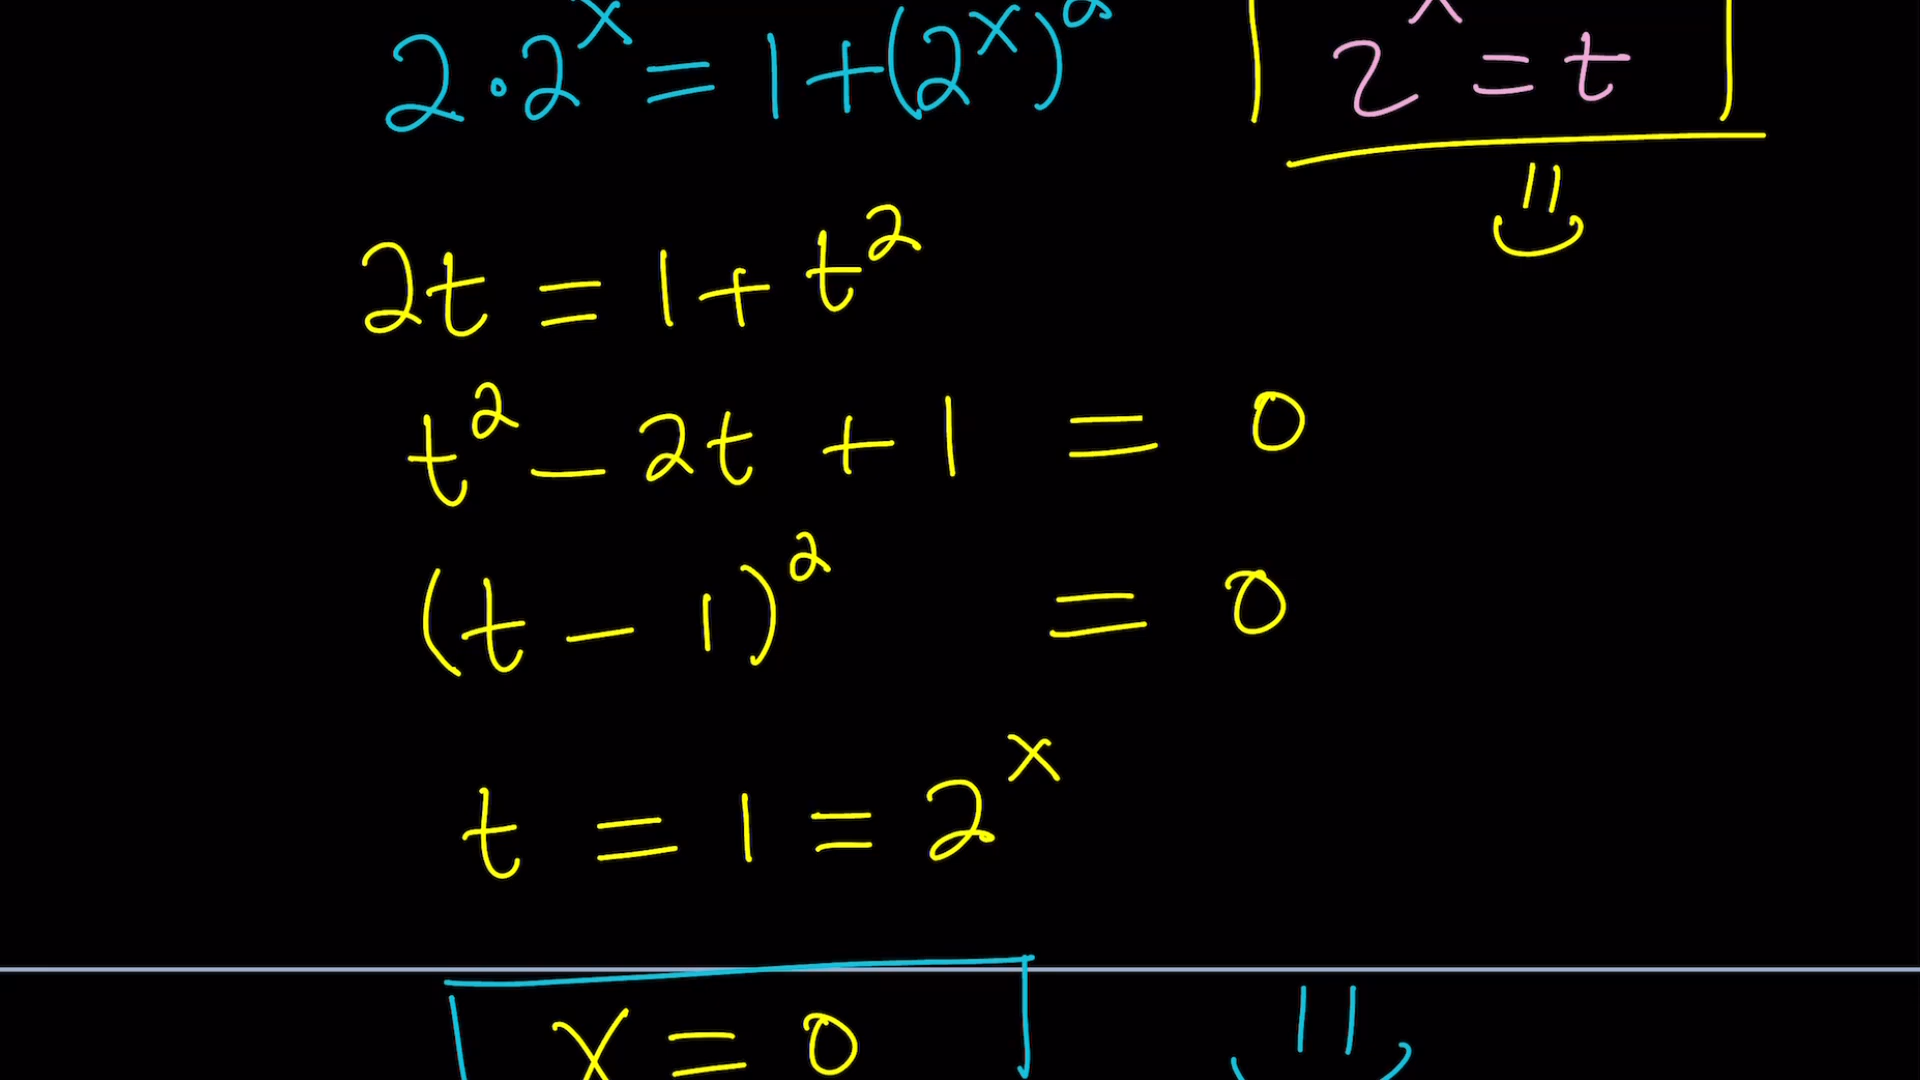 2·2^x = 1+(2^x)^2
2^x = t
2t = 1+t^2
t^2 – 2t + 1 = 0
(t – 1)^2 = 0
t = 1 = 2^x
x = 0